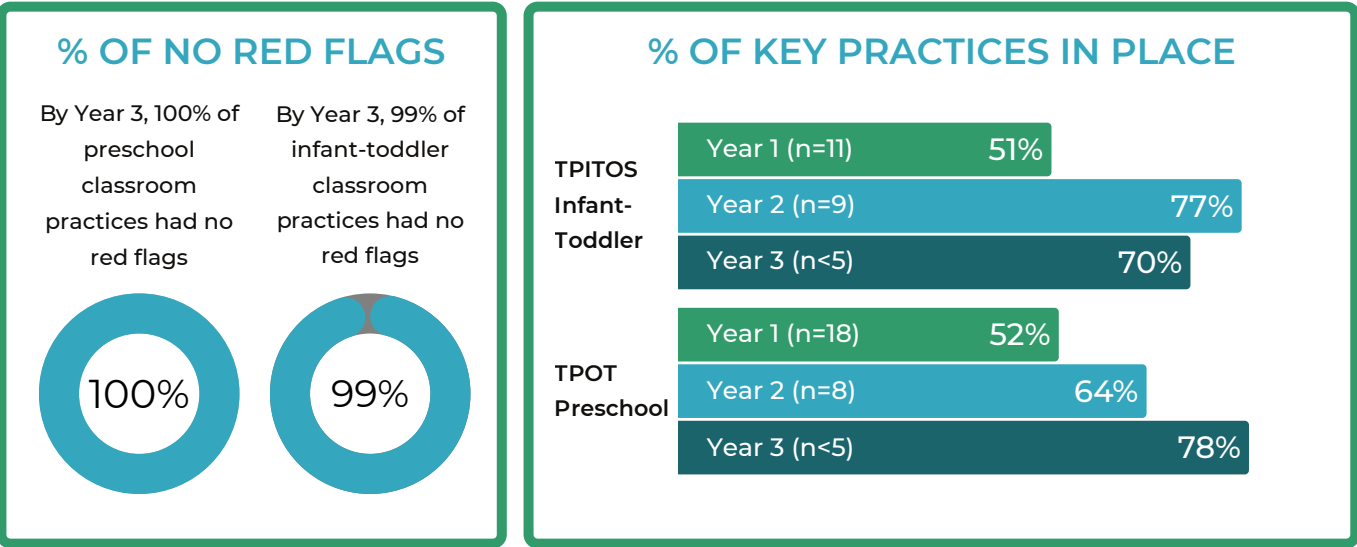 % OF NO RED FLAGS
By Year 3, 100% of
preschool
classroom
practices had no
red flags
100%
By Year 3, 99% of
infant-toddler
classroom
practices had no
red flags
99%
% OF KEY PRACTICES IN PLACE
TPITOS
Infant-
Toddler
Year 1 (n=11) 51%
Year 2 (n=9) 77%
Year 3 (n<5) 70%
TPOT
Preschool
Year 1 (n=18) 52%
Year 2 (n=8) 64%
Year 3 (n<5) 78%